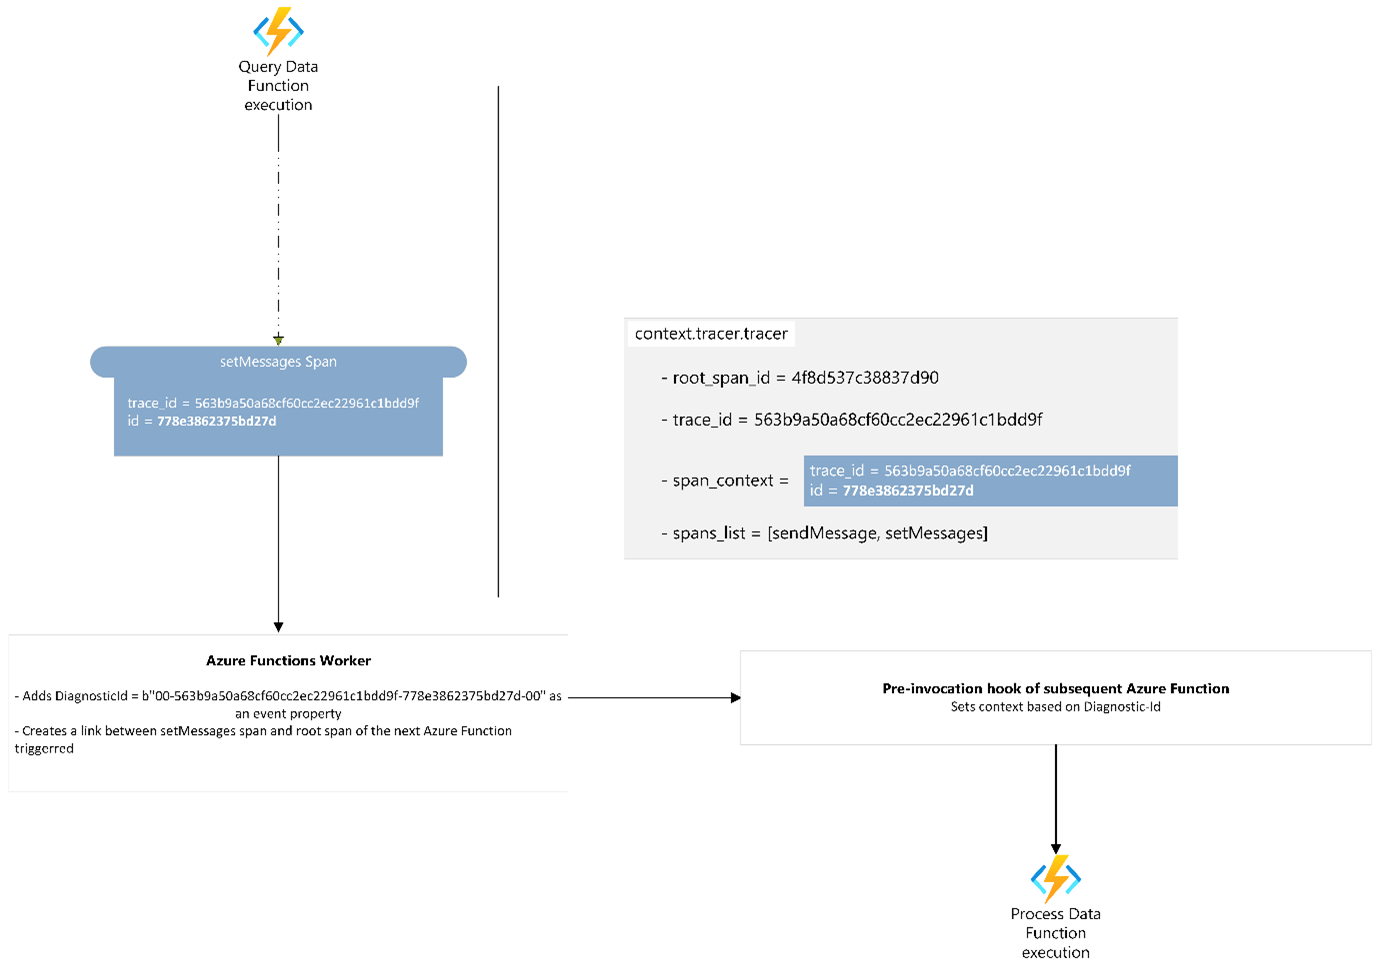 Query Data
Function
execution
setMessages Span
trace_id = 563b9a50a68cf60cc2ec22961c1bdd9f
id = 778e3862375bd27d
context.tracer.tracer
- root_span_id = 4f8d537c38837d90
- trace_id = 563b9a50a68cf60cc2ec22961c1bdd9f
- span_context =
trace_id = 563b9a50a68cf60cc2ec22961c1bdd9f
id = 778e3862375bd27d
- spans_list = [sendMessage, setMessages]
Azure Functions Worker
- Adds DiagnosticId = b"00-563b9a50a68cf60cc2ec22961c1bdd9f-778e3862375bd27d-00" as
an event property
- Creates a link between setMessages span and root span of the next Azure Function
triggerred
Pre-invocation hook of subsequent Azure Function
Sets context based on Diagnostic-Id
Process Data
Function
execution